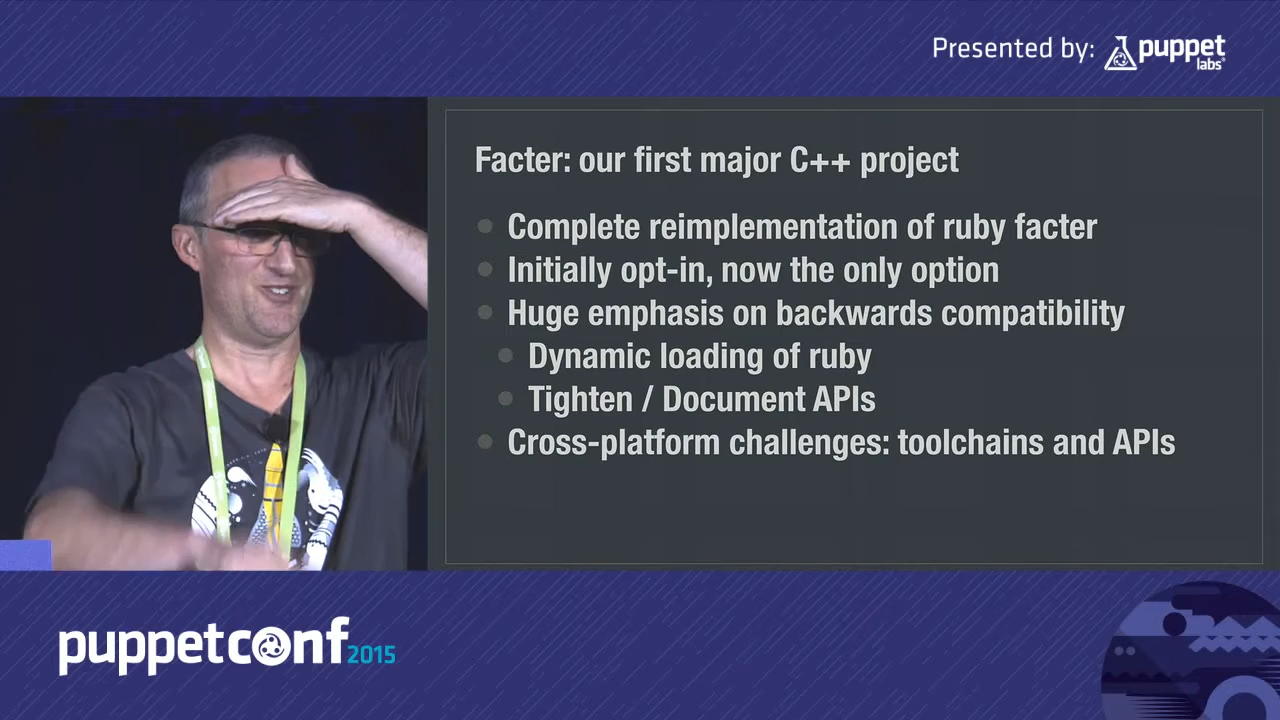 Presented by: puppet
labs
Facter: our first major C++ project
Complete reimplementation of ruby facter
Initially opt-in, now the only option
Huge emphasis on backwards compatibility
Dynamic loading of ruby
Tighten / Document APIs
Cross-platform challenges: toolchains and APIs
puppetconf 2015